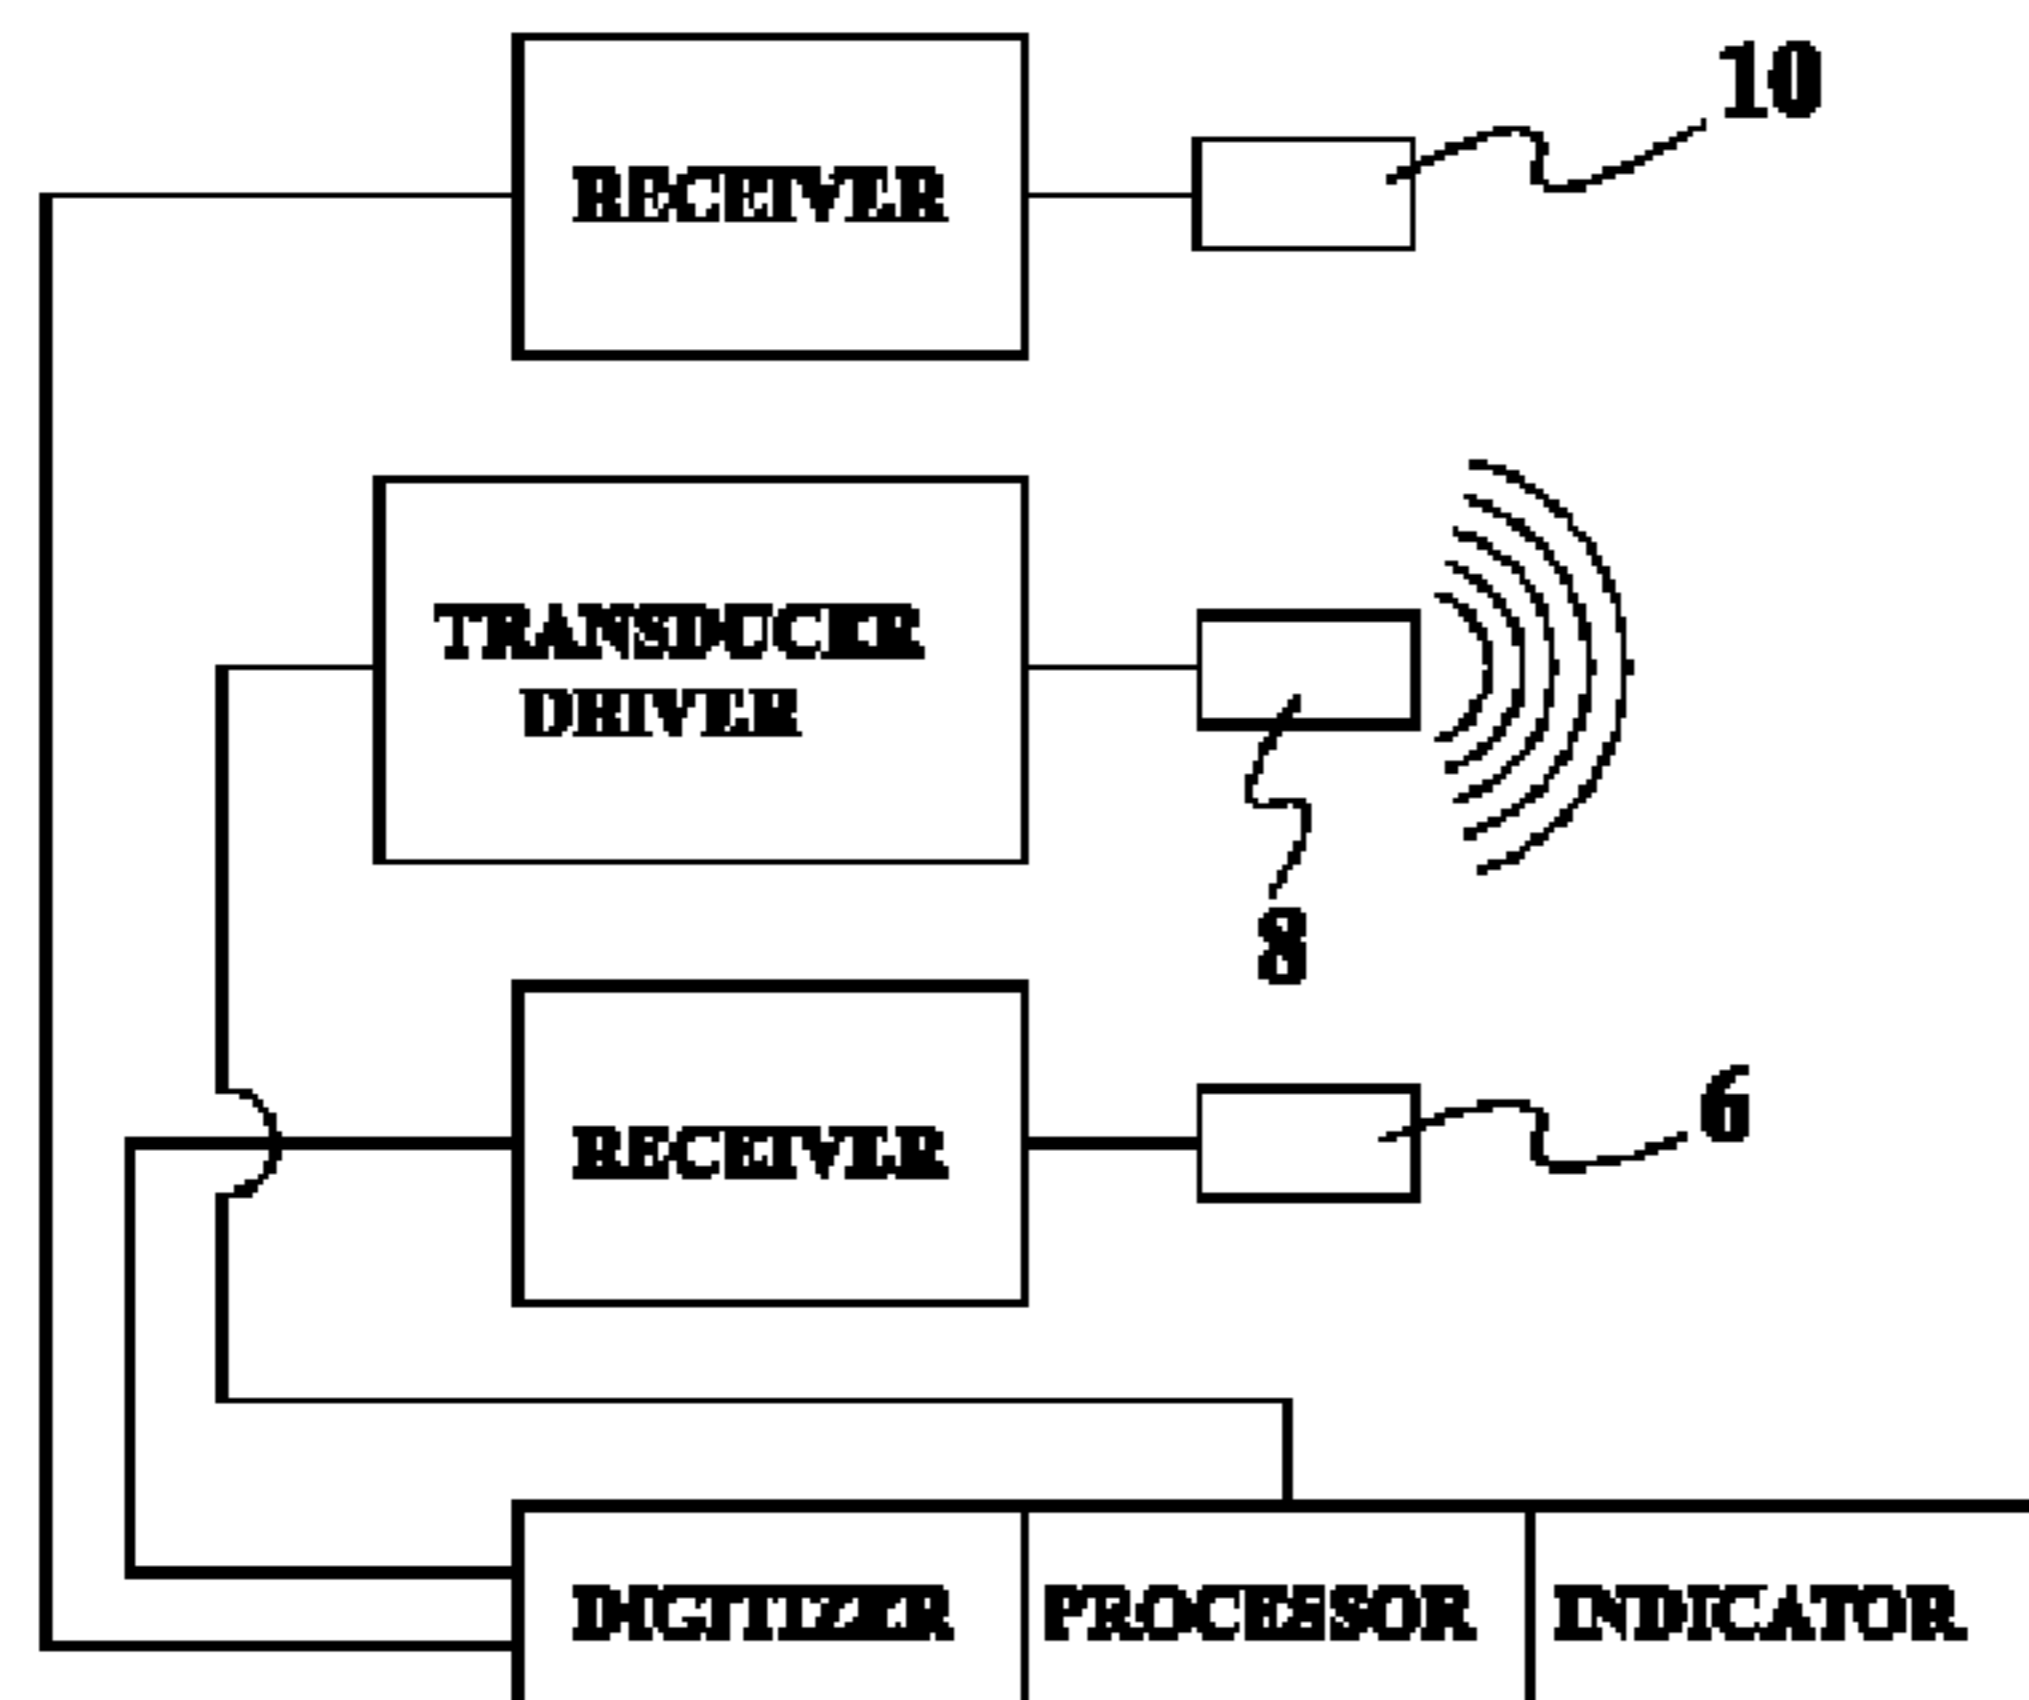 10
RECEIVER
TRANSDUCER
DRIVER
8
6
RECEIVER
DIGITIZER PROCESSOR INDICATOR